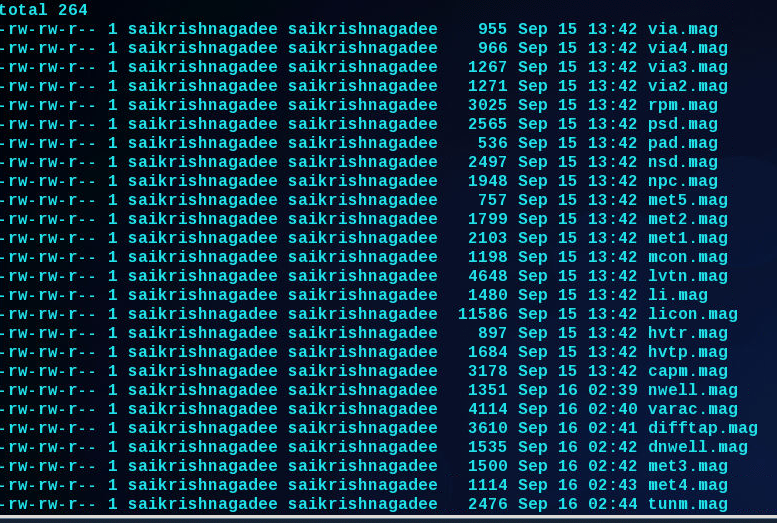 total 264
-rw-rw-r-- 1 saikrishnagadee saikrishnagadee   955 Sep 15 13:42 via.mag
-rw-rw-r-- 1 saikrishnagadee saikrishnagadee   966 Sep 15 13:42 via4.mag
-rw-rw-r-- 1 saikrishnagadee saikrishnagadee  1267 Sep 15 13:42 via3.mag
-rw-rw-r-- 1 saikrishnagadee saikrishnagadee  1271 Sep 15 13:42 via2.mag
-rw-rw-r-- 1 saikrishnagadee saikrishnagadee  3025 Sep 15 13:42 rpm.mag
-rw-rw-r-- 1 saikrishnagadee saikrishnagadee  2565 Sep 15 13:42 psd.mag
-rw-rw-r-- 1 saikrishnagadee saikrishnagadee   536 Sep 15 13:42 pad.mag
-rw-rw-r-- 1 saikrishnagadee saikrishnagadee  2497 Sep 15 13:42 nsd.mag
-rw-rw-r-- 1 saikrishnagadee saikrishnagadee  1948 Sep 15 13:42 npc.mag
-rw-rw-r-- 1 saikrishnagadee saikrishnagadee   757 Sep 15 13:42 met5.mag
-rw-rw-r-- 1 saikrishnagadee saikrishnagadee  1799 Sep 15 13:42 met2.mag
-rw-rw-r-- 1 saikrishnagadee saikrishnagadee  2103 Sep 15 13:42 met1.mag
-rw-rw-r-- 1 saikrishnagadee saikrishnagadee  1198 Sep 15 13:42 mcon.mag
-rw-rw-r-- 1 saikrishnagadee saikrishnagadee  4648 Sep 15 13:42 lvtn.mag
-rw-rw-r-- 1 saikrishnagadee saikrishnagadee  1480 Sep 15 13:42 li.mag
-rw-rw-r-- 1 saikrishnagadee saikrishnagadee 11586 Sep 15 13:42 licon.mag
-rw-rw-r-- 1 saikrishnagadee saikrishnagadee   897 Sep 15 13:42 hvtr.mag
-rw-rw-r-- 1 saikrishnagadee saikrishnagadee  1684 Sep 15 13:42 hvtp.mag
-rw-rw-r-- 1 saikrishnagadee saikrishnagadee  3178 Sep 15 13:42 capm.mag
-rw-rw-r-- 1 saikrishnagadee saikrishnagadee  1351 Sep 16 02:39 nwell.mag
-rw-rw-r-- 1 saikrishnagadee saikrishnagadee  4114 Sep 16 02:40 varac.mag
-rw-rw-r-- 1 saikrishnagadee saikrishnagadee  3610 Sep 16 02:41 difftap.mag
-rw-rw-r-- 1 saikrishnagadee saikrishnagadee  1535 Sep 16 02:42 dnwell.mag
-rw-rw-r-- 1 saikrishnagadee saikrishnagadee  1500 Sep 16 02:42 met3.mag
-rw-rw-r-- 1 saikrishnagadee saikrishnagadee  1114 Sep 16 02:43 met4.mag
-rw-rw-r-- 1 saikrishnagadee saikrishnagadee  2476 Sep 16 02:44 tunm.mag